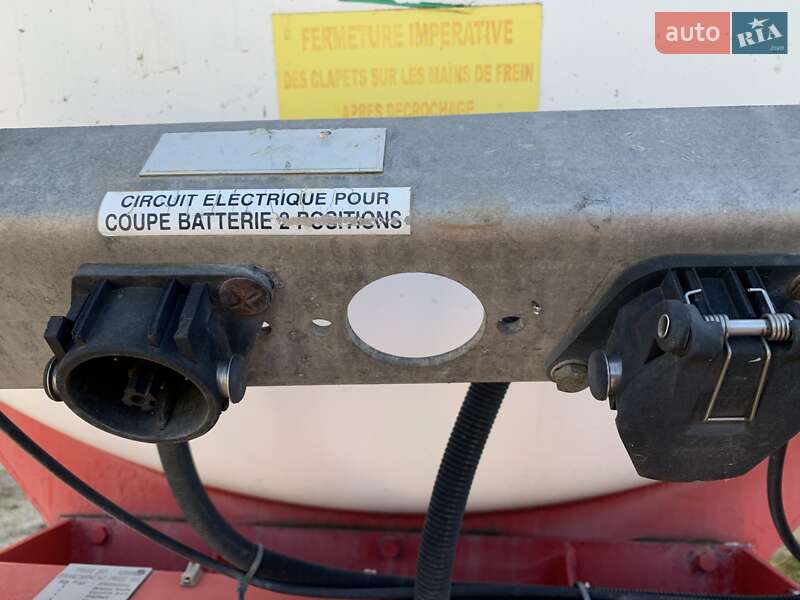 auto RIA
.com
FERMETURE IMPERATIVE
DES CLAPETS SUR LES MAINS DE FREIN
APRES DECROCHAGE
CIRCUIT ELECTRIQUE POUR
COUPE BATTERIE 2 POSITIONS